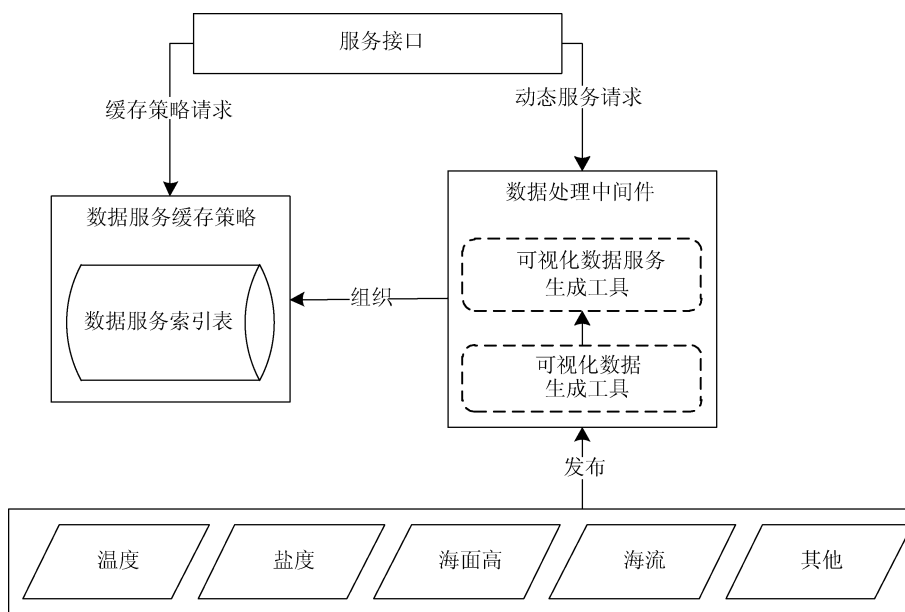 服务接口
缓存策略请求
动态服务请求
数据服务缓存策略
数据服务索引表
组织
数据处理中间件
可视化数据服务
生成工具
可视化数据
生成工具
发布
温度
盐度
海面高
海流
其他